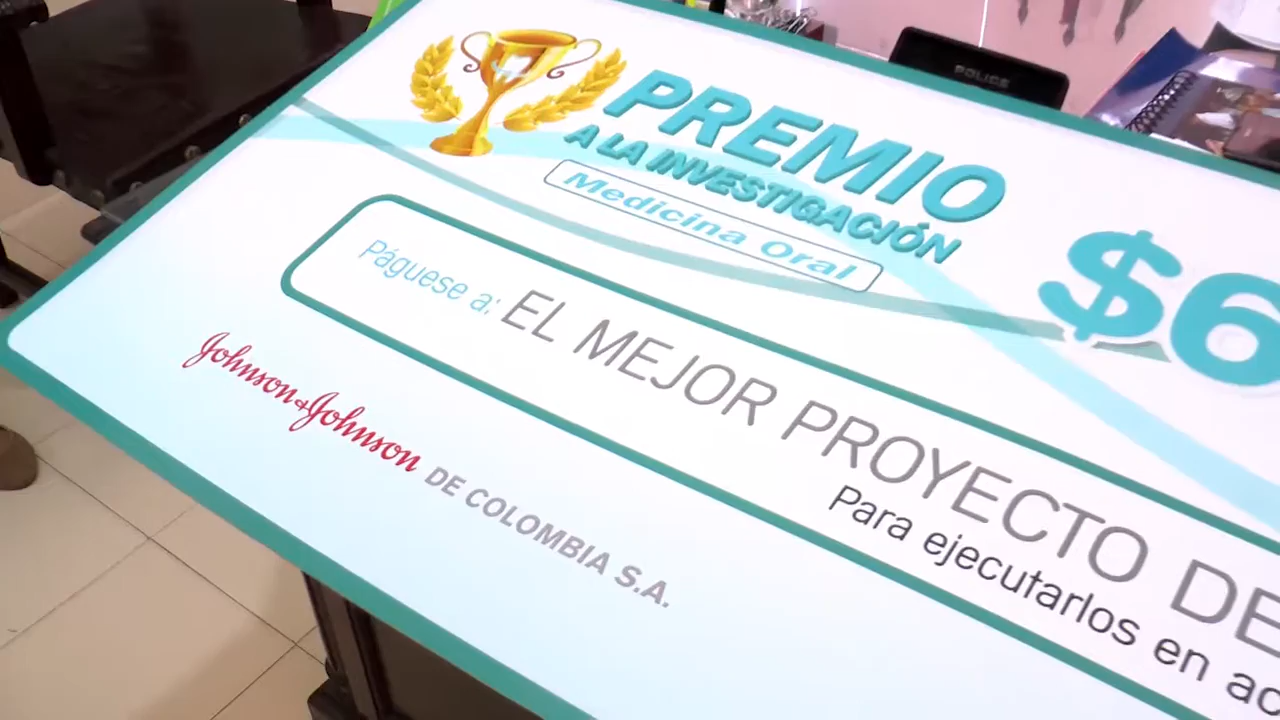 POLICE
PREMIO
A LA INVESTIGACIÓN
Medicina Oral
$6
Páguese a: EL MEJOR PROYECTO DE
Para ejecutarlos en ac
Johnson & Johnson DE COLOMBIA S.A.